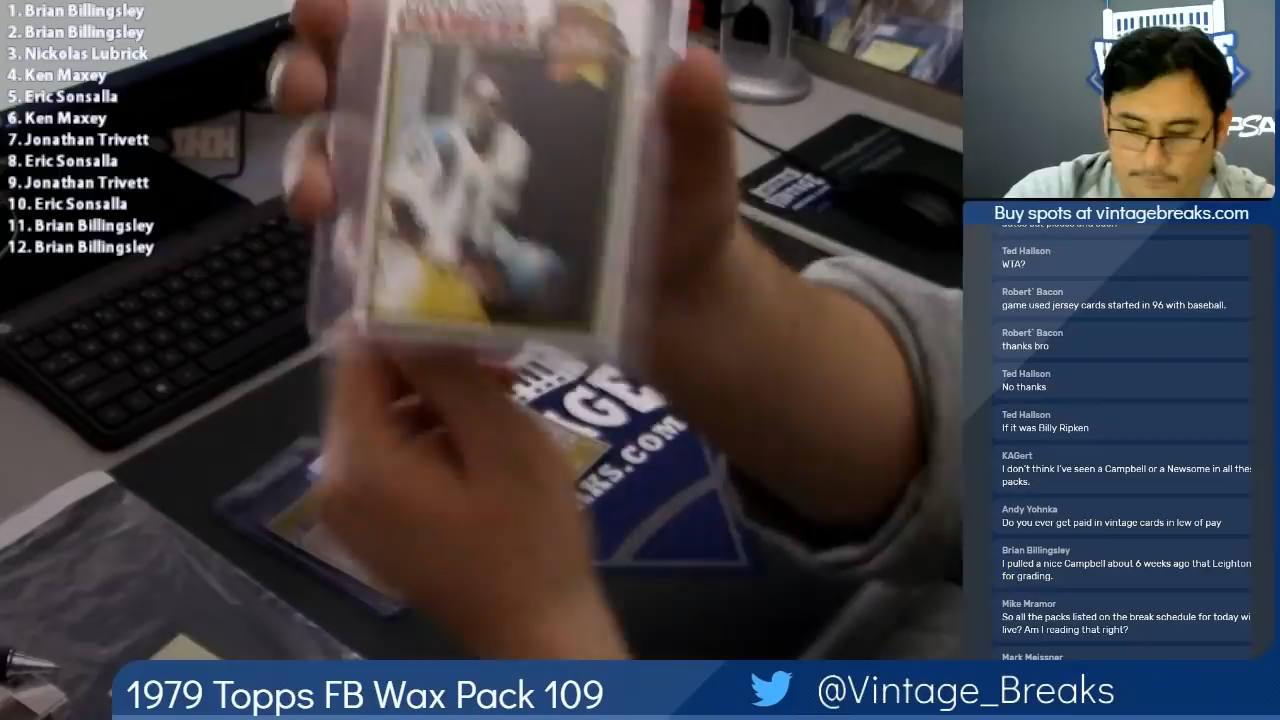 1. Brian Billingsley
2. Brian Billingsley
3. Nickolas Lubrick
4. Ken Maxey
5. Eric Sonsalla
6. Ken Maxey
7. Jonathan Trivett
8. Eric Sonsalla
9. Jonathan Trivett
10. Eric Sonsalla
11. Brian Billingsley
12. Brian Billingsley
PSA
Buy spots at vintagebreaks.com
Ted Hallson
WTA?
Robert` Bacon
game used jersey cards started in 96 with baseball.
Robert` Bacon
thanks bro
Ted Hallson
No thanks
Ted Hallson
If it was Billy Ripken
KAGert
I don't think I've seen a Campbell or a Newsome in all thes
packs.
Andy Yohnka
Do you ever get paid in vintage cards in lew of pay
Brian Billingsley
I pulled a nice Campbell about 6 weeks ago that Leighton
for grading.
Mike Mramor
So all the packs listed on the break schedule for today wi
live? Am I reading that right?
Mark Meissner
AGE
KS.COM
1979 Topps FB Wax Pack 109
@Vintage_Breaks